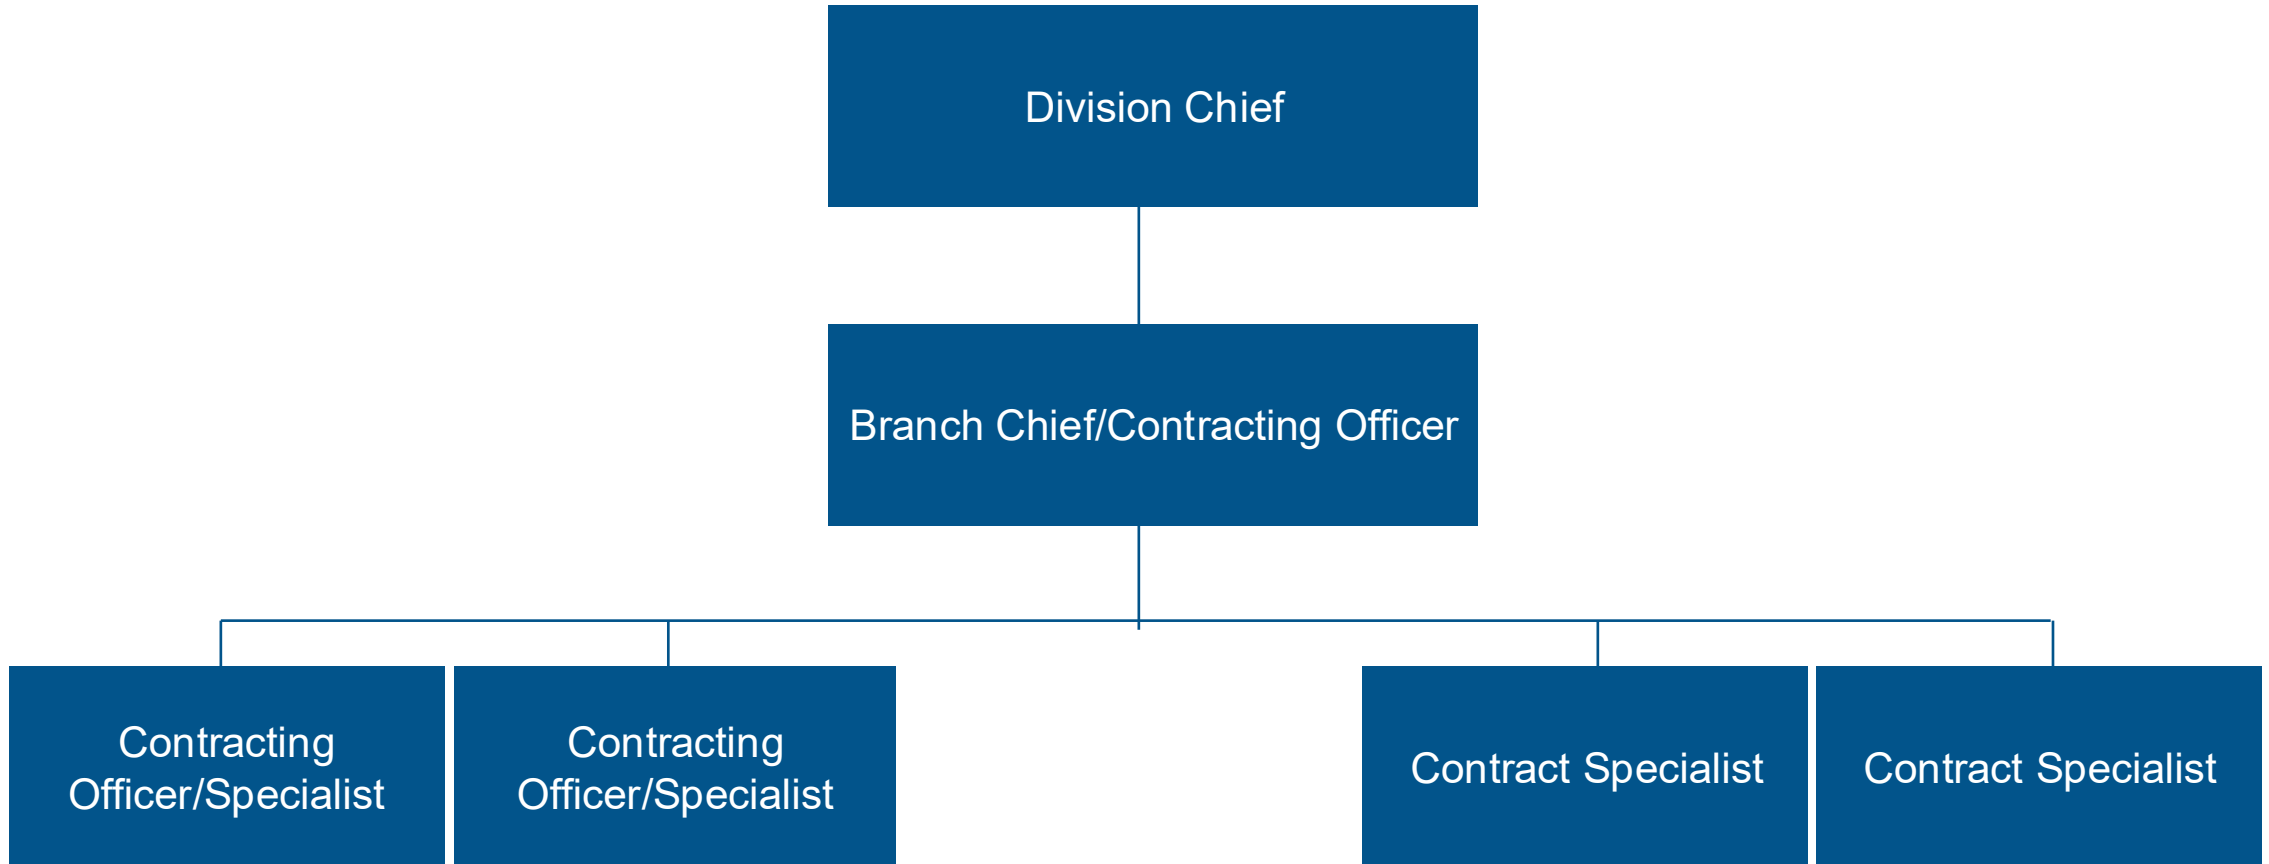 Division Chief
Branch Chief/Contracting Officer
Contracting
Officer/Specialist
Contracting
Officer/Specialist
Contract Specialist
Contract Specialist